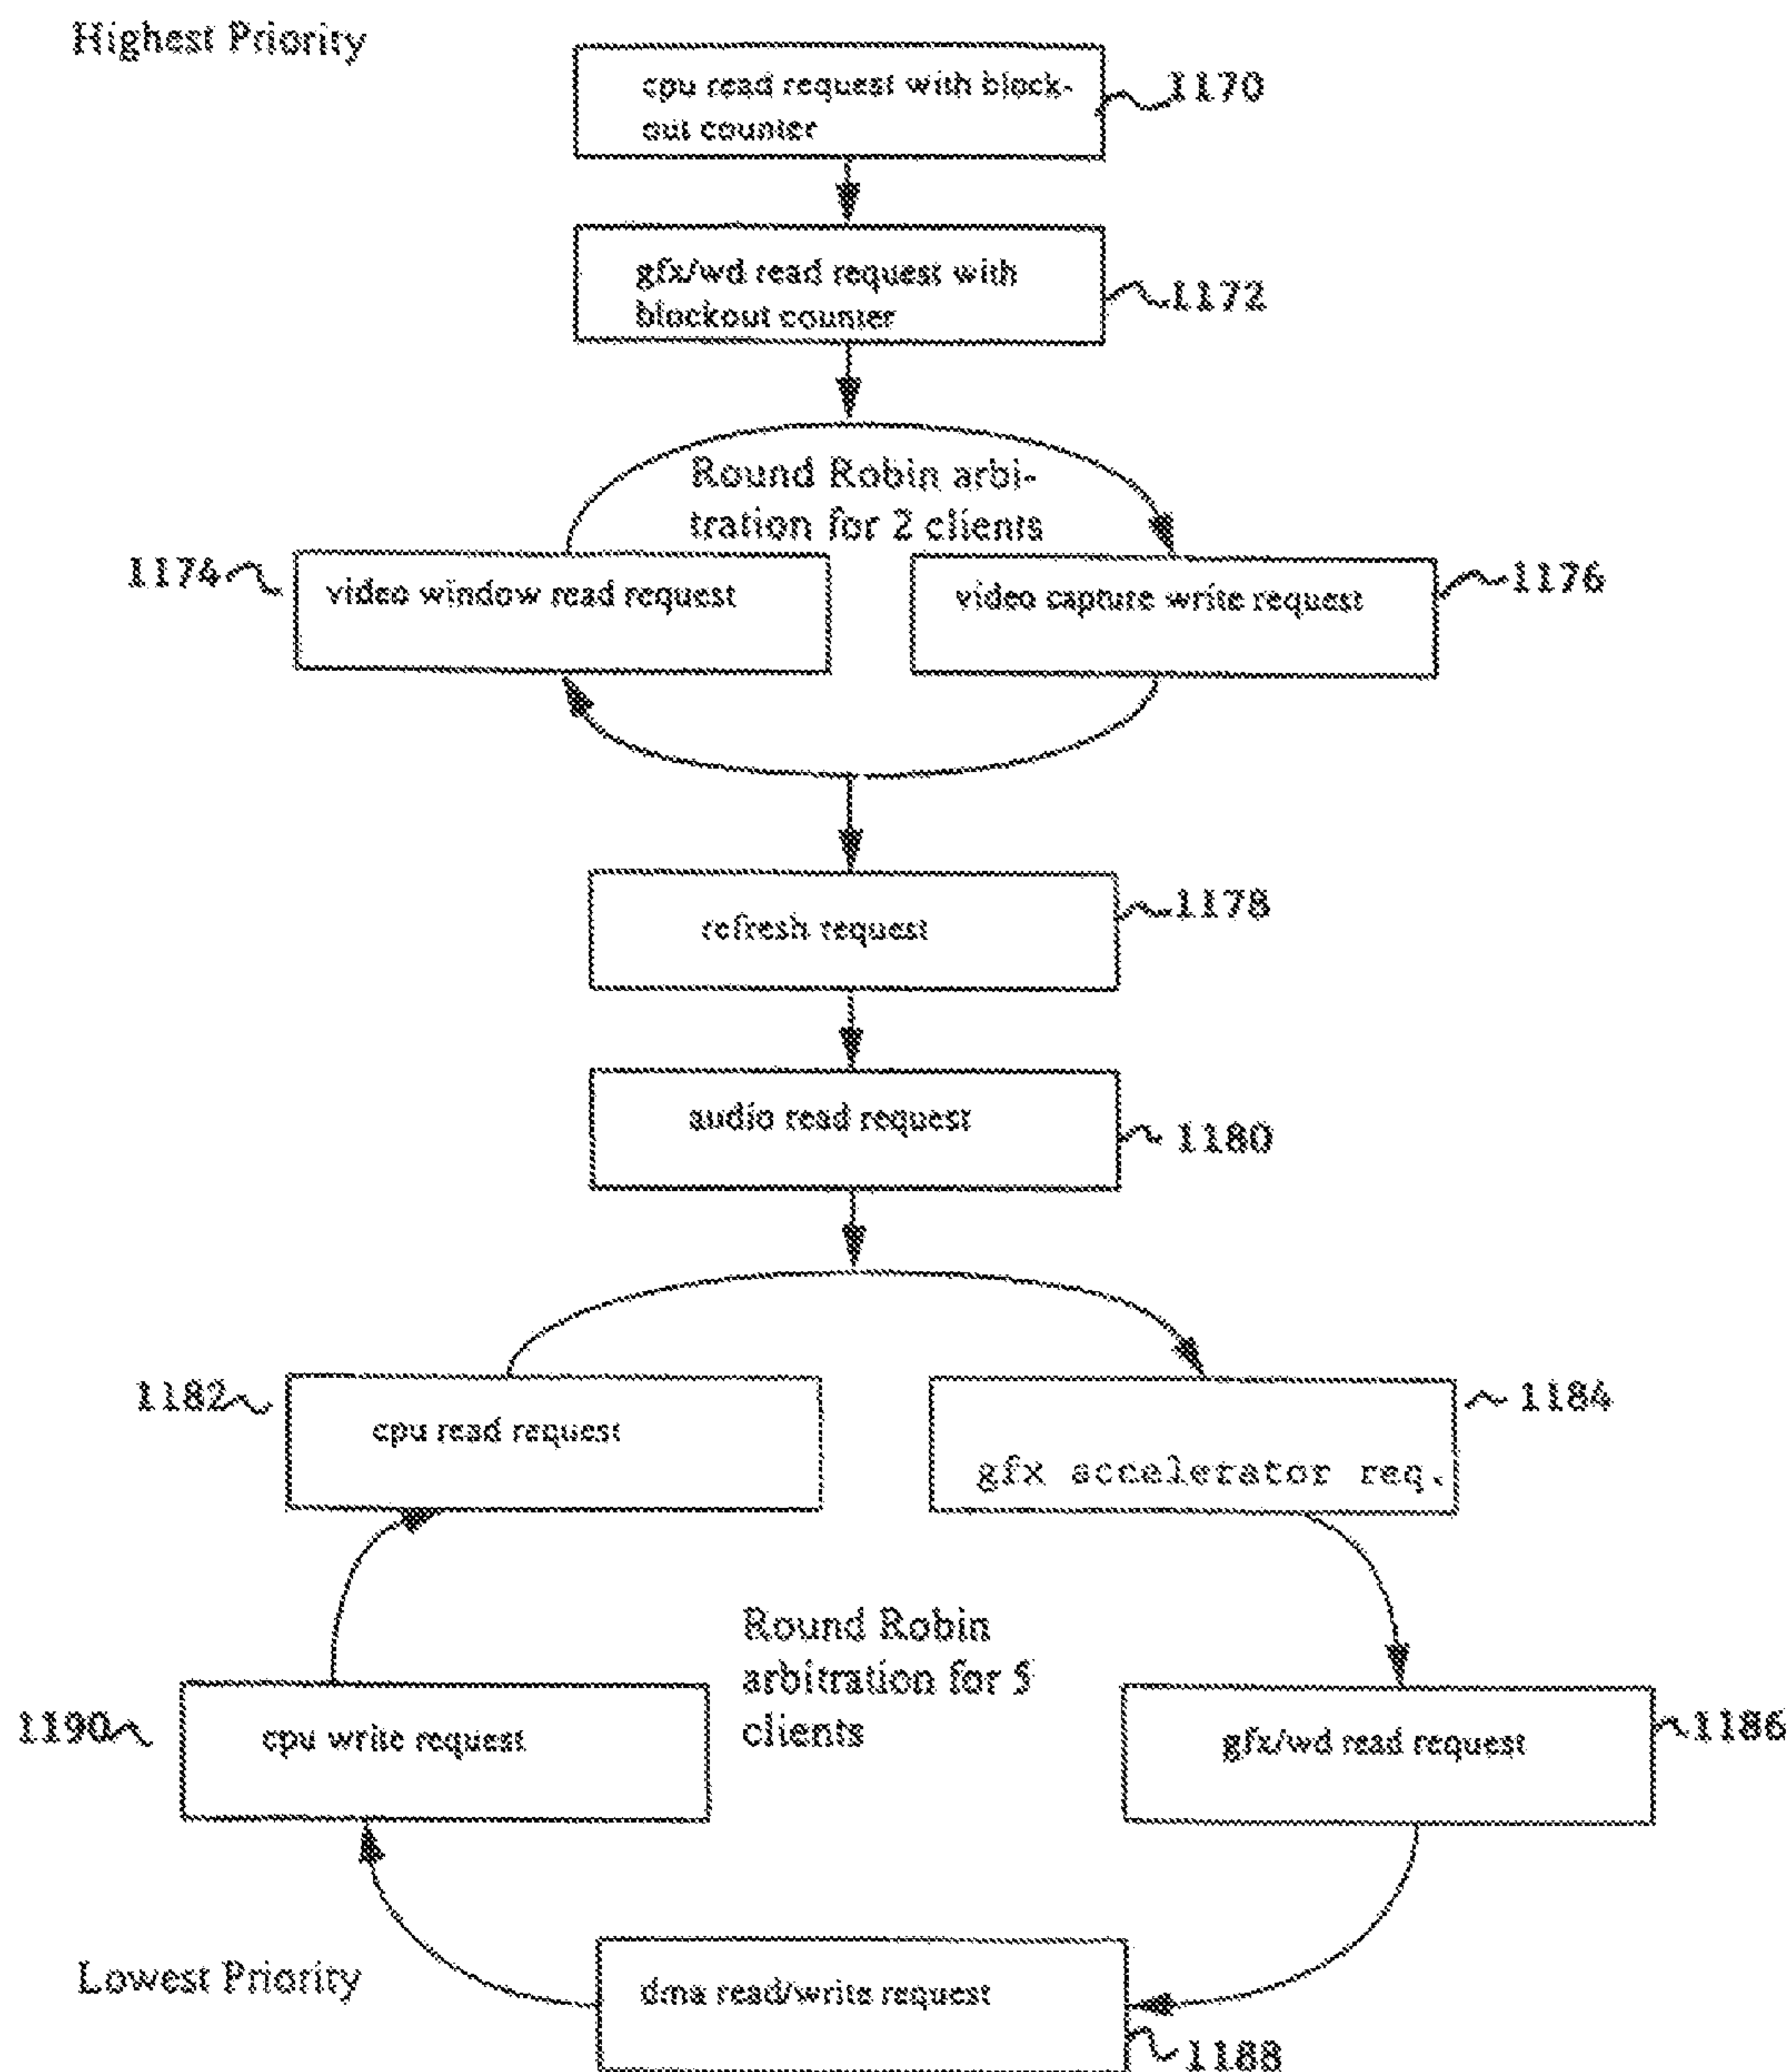 Highest Priority
cpu read request with block-
out counter
1170
gfx/wd read request with
blockout counter
1172
Round Robin arbi-
tration for 2 clients
1174
video window read request
video capture write request
1176
refresh request
1178
audio read request
1180
1182
cpu read request
gfx accelerator req.
1184
Round Robin
arbitration for 5
clients
1190
cpu write request
gfx/wd read request
1186
Lowest Priority
dma read/write request
1188